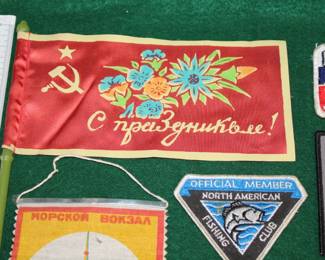 С праздником!
МОРСКОЙ ВОКЗАЛ
OFFICIAL MEMBER
NORTH AMERICAN
FISHING
CLUB